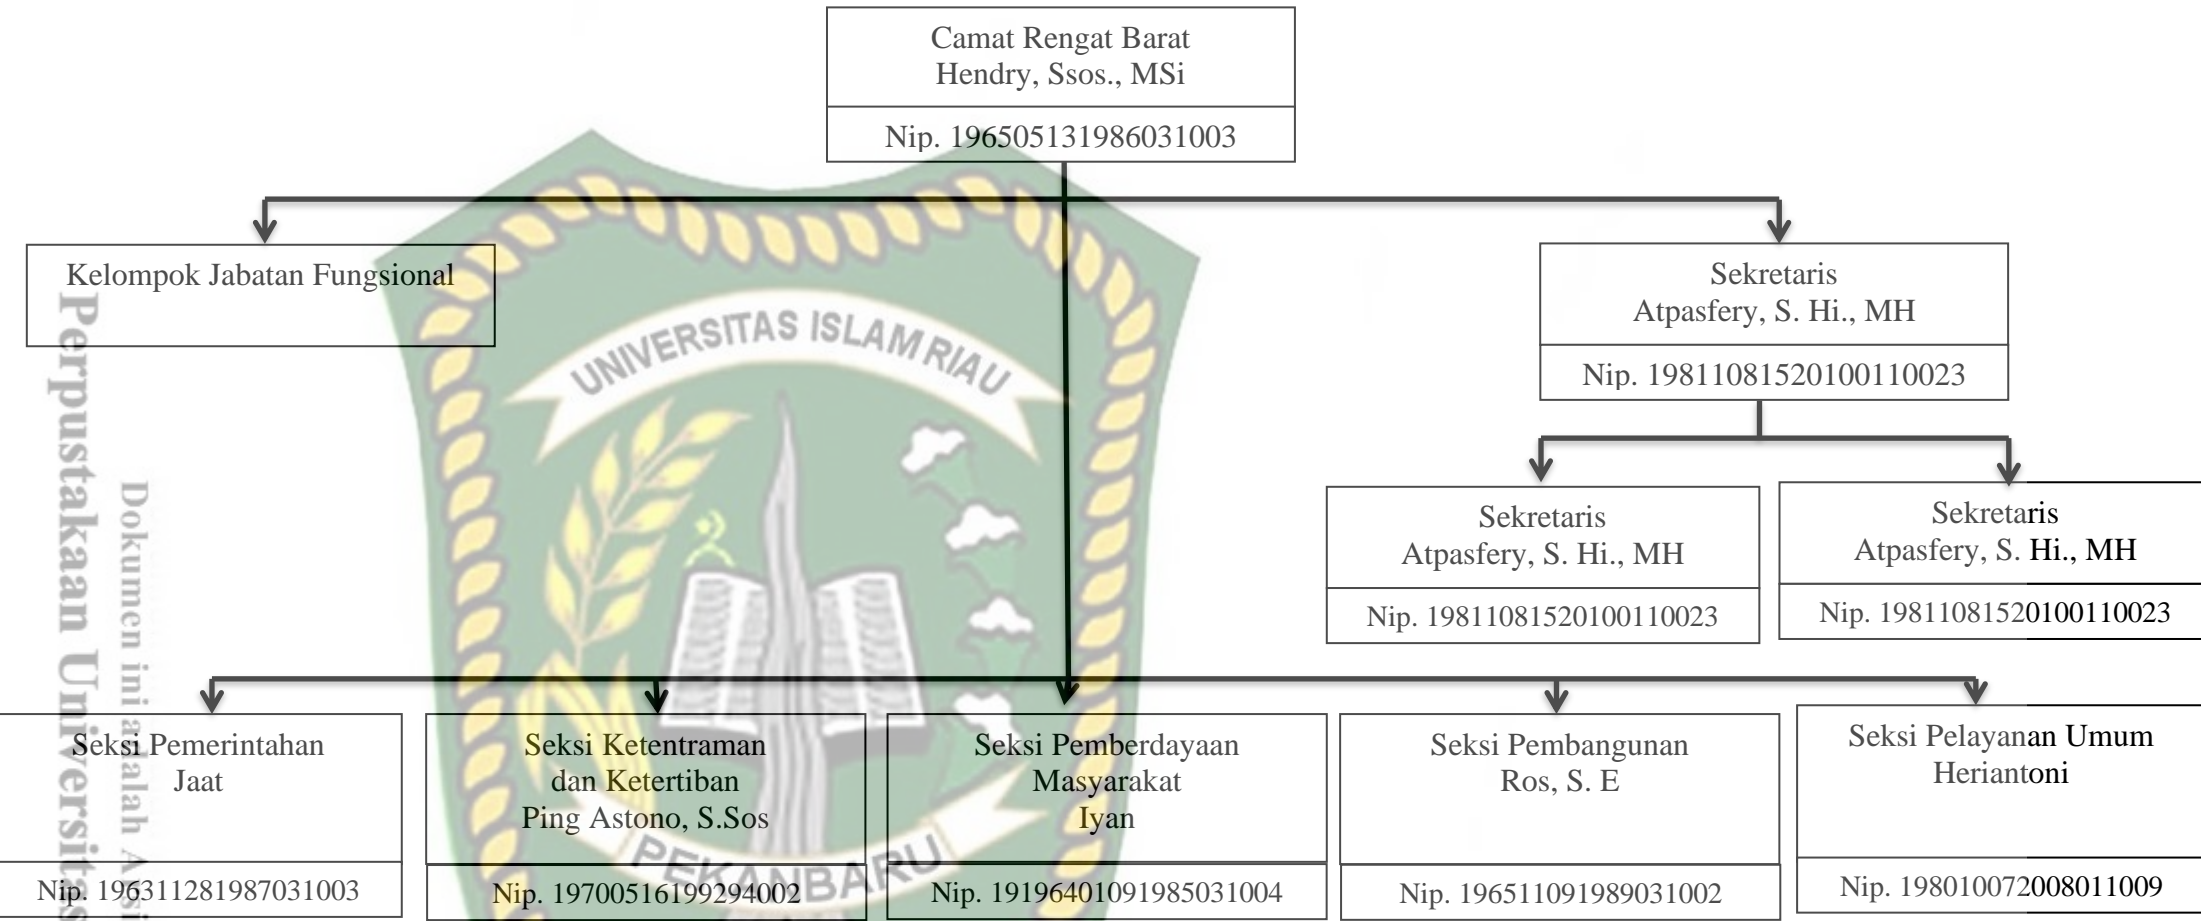 Camat Rengat Barat
Hendry, Ssos., MSi
Nip. 196505131986031003
Kelompok Jabatan Fungsional
Sekretaris
Atpasfery, S. Hi., MH
Nip. 19811081520100110023
Sekretaris
Atpasfery, S. Hi., MH
Nip. 19811081520100110023
Sekretaris
Atpasfery, S. Hi., MH
Nip. 19811081520100110023
Seksi Pemerintahan
Jaat
Nip. 196311281987031003
Seksi Ketentraman
dan Ketertiban
Ping Astono, S.Sos
Nip. 19700516199294002
Seksi Pemberdayaan
Masyarakat
Iyan
Nip. 1919640109‌1985031004
Seksi Pembangunan
Ros, S. E
Nip. 196511091989031002
Seksi Pelayanan Umum
Heriantoni
Nip. 198010072008011009
UNIVERSITAS ISLAM RIAU
PEKANBARU
Perpustakaan Universitas
Dokumen ini adalah